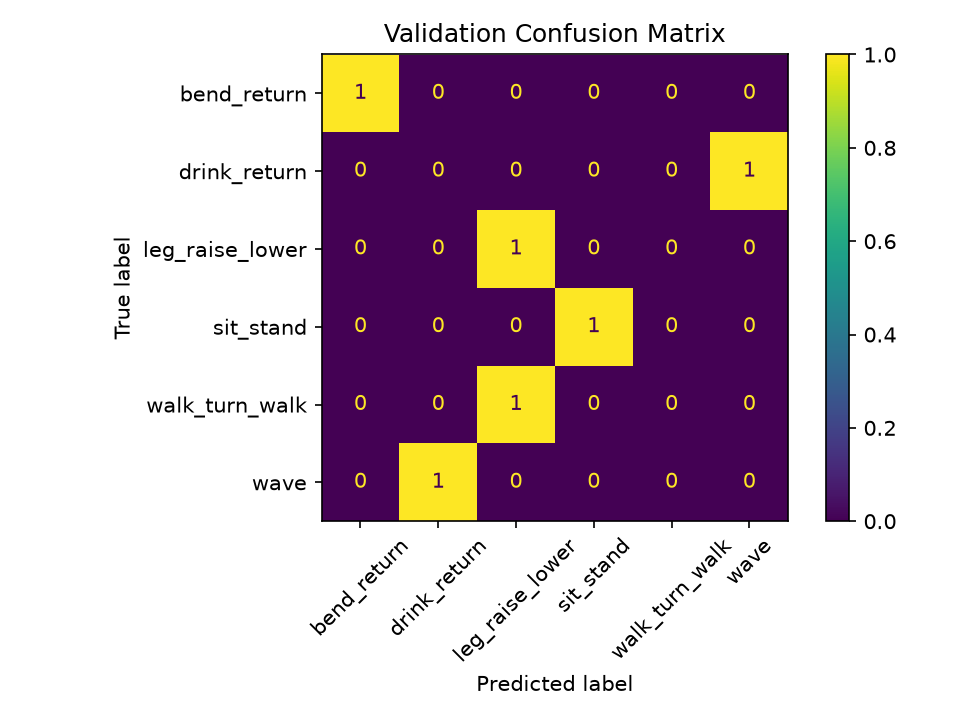 Validation Confusion Matrix
True label
bend_return 1 0 0 0 0 0
drink_return 0 0 0 0 0 1
leg_raise_lower 0 0 1 0 0 0
sit_stand 0 0 0 1 0 0
walk_turn_walk 0 0 1 0 0 0
wave 0 1 0 0 0 0
bend_return drink_return leg_raise_lower sit_stand walk_turn_walk wave
Predicted label
1.0
0.8
0.6
0.4
0.2
0.0